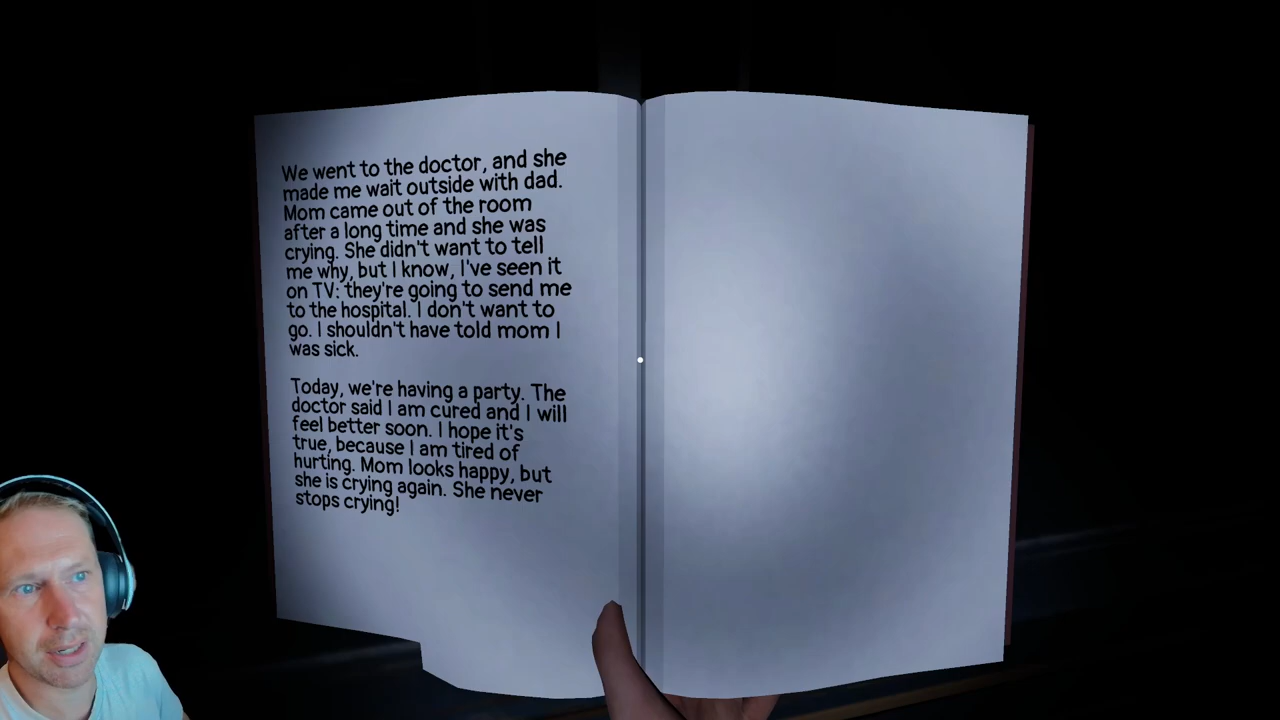 We went to the doctor, and she
made me wait outside with dad.
Mom came out of the room
after a long time and she was
crying. She didn't want to tell
me why, but I know, I've seen it
on TV: they're going to send me
to the hospital. I don't want to
go. I shouldn't have told mom I
was sick.
Today, we're having a party. The
doctor said I am cured and I will
feel better soon. I hope it's
true, because I am tired of
hurting. Mom looks happy, but
she is crying again. She never
stops crying!